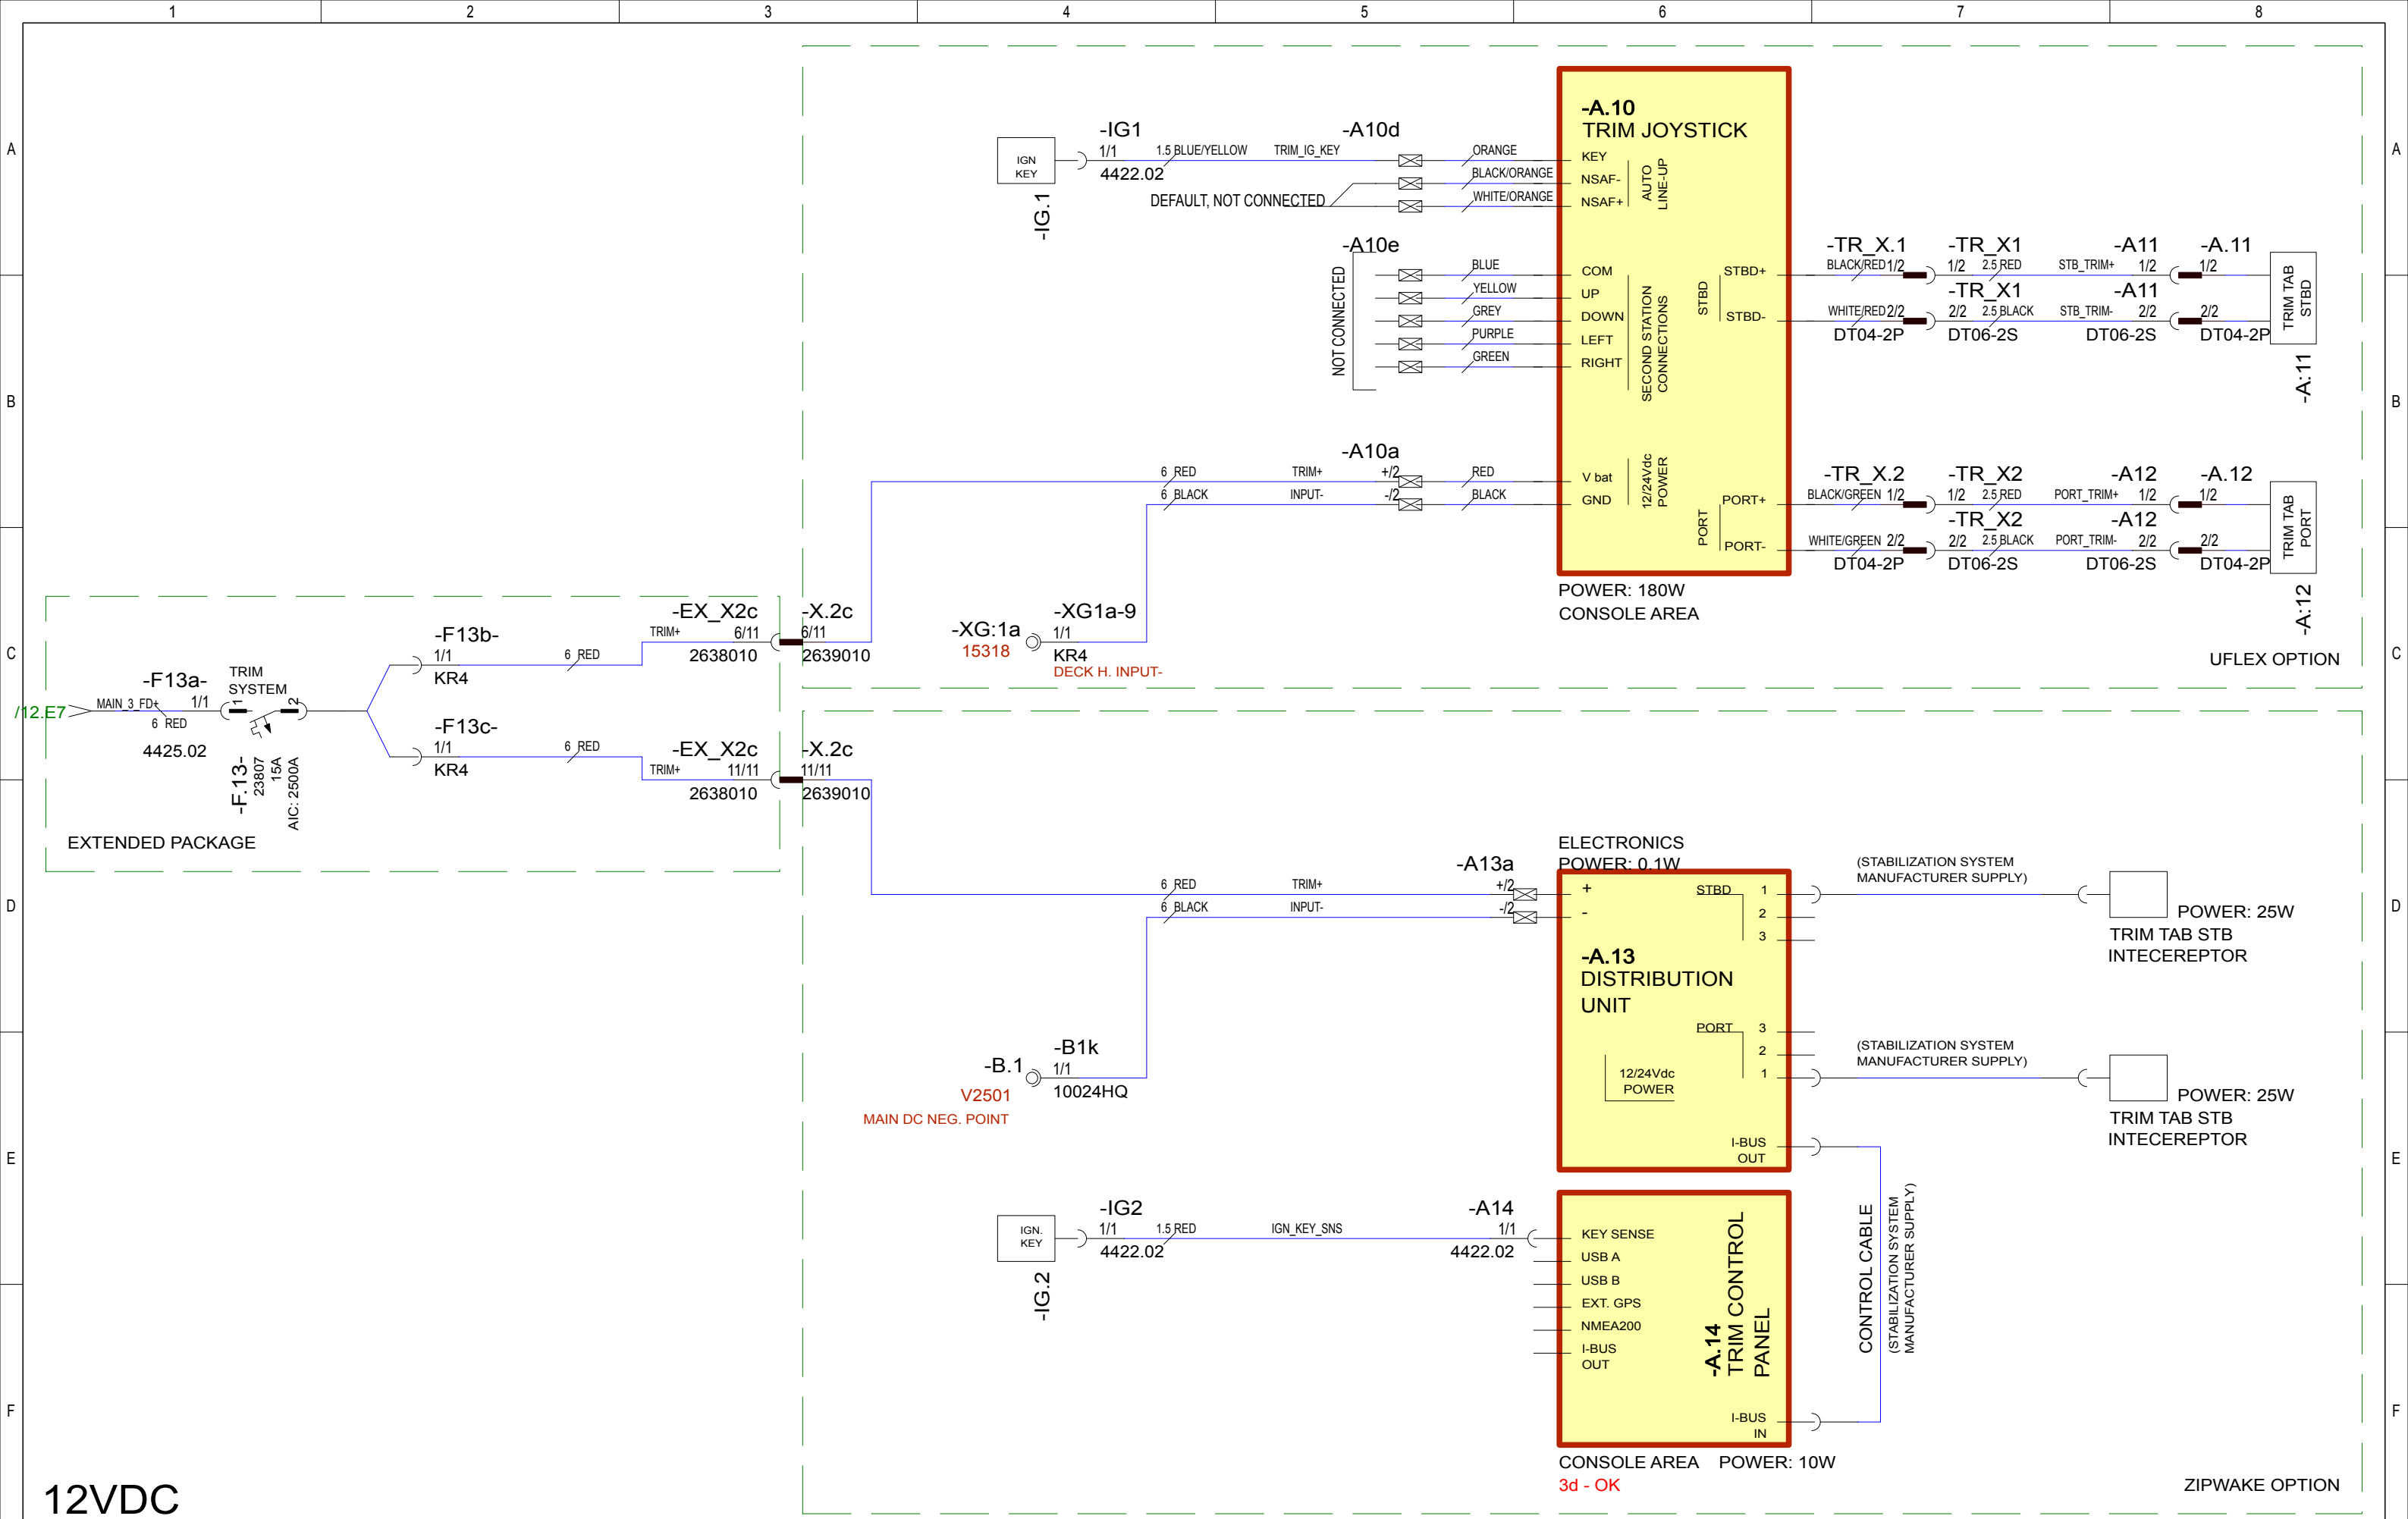 1 2 3 4 5 6 7 8
A A
B B
C C
D D
E E
F F
-A.10
TRIM JOYSTICK
IGN
KEY
-IG.1
-IG1
1/1
4422.02
1.5 BLUE/YELLOW
TRIM_IG_KEY
-A10d
ORANGE
BLACK/ORANGE
WHITE/ORANGE
DEFAULT, NOT CONNECTED
KEY
NSAF-
NSAF+
AUTO
LINE-UP
-A10e
NOT CONNECTED
BLUE
YELLOW
GREY
PURPLE
GREEN
COM
UP
DOWN
LEFT
RIGHT
SECOND STATION
CONNECTIONS
STBD
STBD+
STBD-
-TR_X.1
BLACK/RED 1/2
WHITE/RED 2/2
DT04-2P
-TR_X1
1/2 2.5 RED
-TR_X1
2/2 2.5 BLACK
DT06-2S
STB_TRIM+
STB_TRIM-
-A11
1/2
-A11
2/2
DT06-2S
-A.11
1/2
2/2
DT04-2P
TRIM TAB
STBD
-A:11
-A10a
6 RED
TRIM+
+/2
RED
6 BLACK
INPUT-
-/2
BLACK
V bat
GND
12/24Vdc
POWER
PORT
PORT+
PORT-
-TR_X.2
BLACK/GREEN 1/2
WHITE/GREEN 2/2
DT04-2P
-TR_X2
1/2 2.5 RED
-TR_X2
2/2 2.5 BLACK
DT06-2S
PORT_TRIM+
PORT_TRIM-
-A12
1/2
-A12
2/2
DT06-2S
-A.12
1/2
2/2
DT04-2P
TRIM TAB
PORT
-A:12
POWER: 180W
CONSOLE AREA
-XG:1a
15318
-XG1a-9
1/1
KR4
DECK H. INPUT-
UFLEX OPTION
/12.E7
MAIN_3_FD+
6 RED
-F13a-
1/1
4425.02
TRIM
SYSTEM
1
2
-F.13-
23807
15A
AIC: 2500A
-F13b-
1/1
KR4
6 RED
-EX_X2c
TRIM+ 6/11
2638010
-X.2c
6/11
2639010
-F13c-
1/1
KR4
6 RED
-EX_X2c
TRIM+ 11/11
2638010
-X.2c
11/11
2639010
EXTENDED PACKAGE
ELECTRONICS
POWER: 0.1W
-A13a
6 RED
TRIM+
+/2
6 BLACK
INPUT-
-/2
+
-
STBD
1
2
3
-A.13
DISTRIBUTION
UNIT
PORT
3
2
1
12/24Vdc
POWER
I-BUS
OUT
(STABILIZATION SYSTEM
MANUFACTURER SUPPLY)
POWER: 25W
TRIM TAB STB
INTECEREPTOR
(STABILIZATION SYSTEM
MANUFACTURER SUPPLY)
POWER: 25W
TRIM TAB STB
INTECEREPTOR
-B.1
V2501
MAIN DC NEG. POINT
-B1k
1/1
10024HQ
IGN.
KEY
-IG.2
-IG2
1/1
4422.02
1.5 RED
IGN_KEY_SNS
-A14
1/1
4422.02
KEY SENSE
USB A
USB B
EXT. GPS
NMEA200
I-BUS
OUT
-A.14
TRIM CONTROL
PANEL
I-BUS
IN
CONTROL CABLE
(STABILIZATION SYSTEM
MANUFACTURER SUPPLY)
CONSOLE AREA POWER: 10W
3d - OK
ZIPWAKE OPTION
12VDC